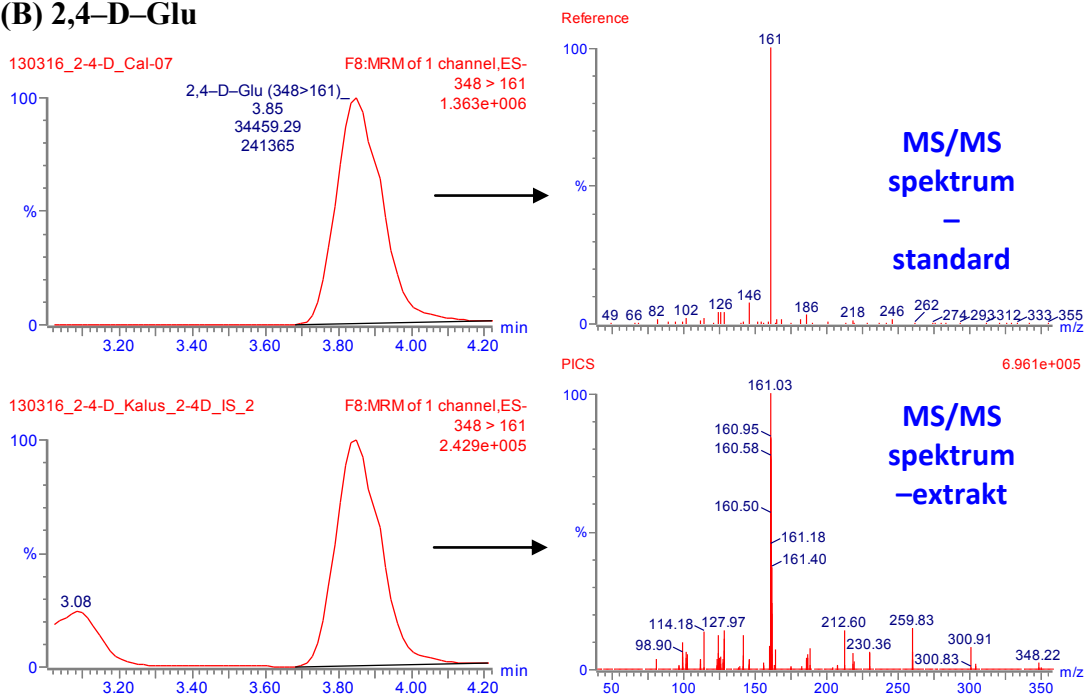 (B) 2,4–D–Glu
130316_2-4-D_Cal-07
F8:MRM of 1 channel,ES-
348 > 161
1.363e+006
2,4–D–Glu (348>161)_
3.85
34459.29
241365
100
%
0
3.20 3.40 3.60 3.80 4.00 4.20
min
Reference
100
%
0
161
49 66 82 102 126 146 186 218 246 262 274 293 312 333 355
m/z
MS/MS
spektrum
–
standard
130316_2-4-D_Kalus_2-4D_IS_2
F8:MRM of 1 channel,ES-
348 > 161
2.429e+005
100
%
0
3.08
3.20 3.40 3.60 3.80 4.00 4.20
min
PICS
6.961e+005
100
%
0
161.03
160.95
160.58
160.50
161.18
161.40
114.18 127.97
98.90
212.60
230.36
259.83
300.91
300.83
348.22
50 100 150 200 250 300 350
m/z
MS/MS
spektrum
–extrakt